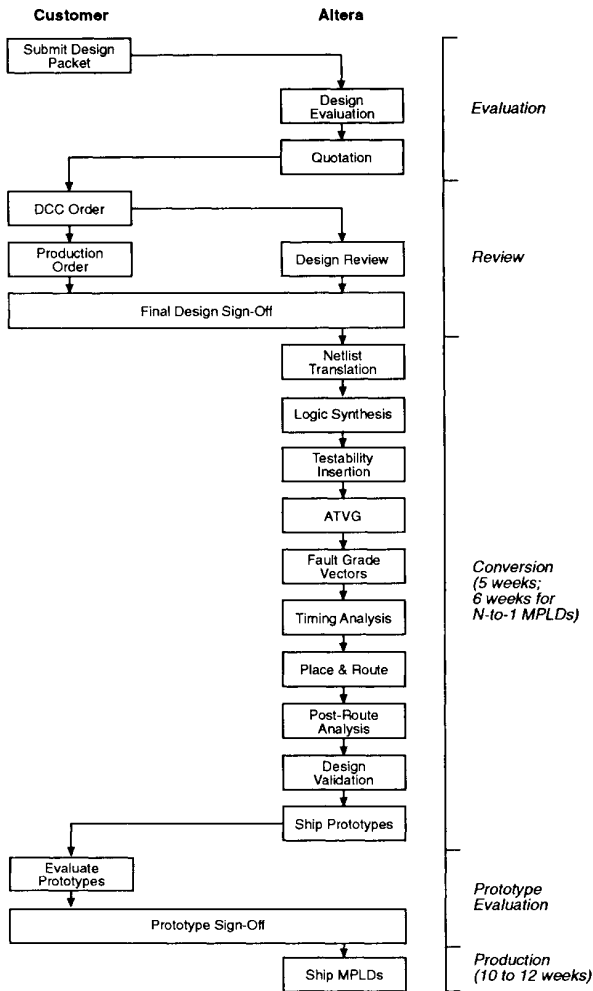 Customer
Altera
Submit Design
Packet
Design
Evaluation
Quotation
Evaluation
DCC Order
Production
Order
Design Review
Review
Final Design Sign-Off
Netlist
Translation
Logic Synthesis
Testability
Insertion
ATVG
Fault Grade
Vectors
Timing Analysis
Place & Route
Post-Route
Analysis
Design
Validation
Ship Prototypes
Conversion
(5 weeks;
6 weeks for
N-to-1 MPLDs)
Evaluate
Prototypes
Prototype Sign-Off
Prototype
Evaluation
Ship MPLDs
Production
(10 to 12 weeks)